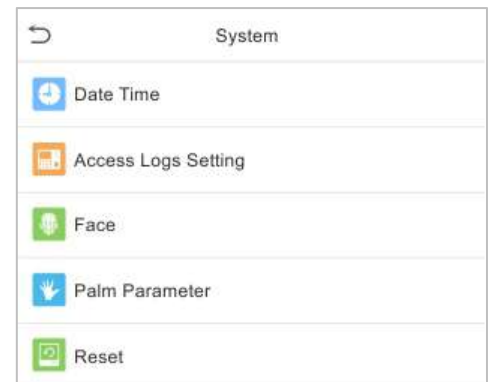 System
Date Time
Access Logs Setting
Face
Palm Parameter
Reset